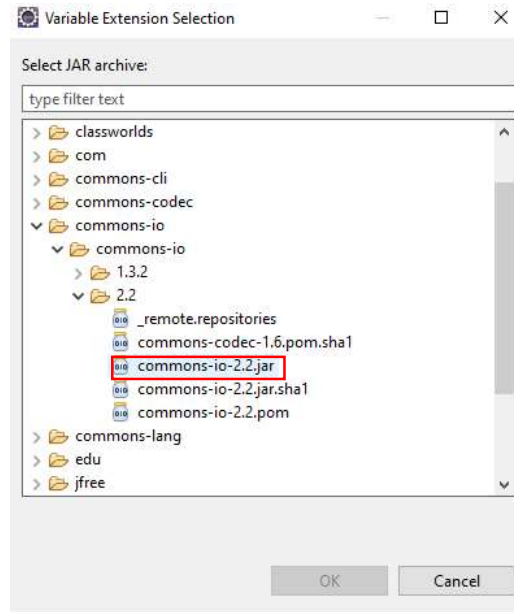 Variable Extension Selection
Select JAR archive:
type filter text
classworlds
com
commons-cli
commons-codec
commons-io
commons-io
1.3.2
2.2
_remote.repositories
commons-codec-1.6.pom.sha1
commons-io-2.2.jar
commons-io-2.2.jar.sha1
commons-io-2.2.pom
commons-lang
edu
jfree
OK Cancel